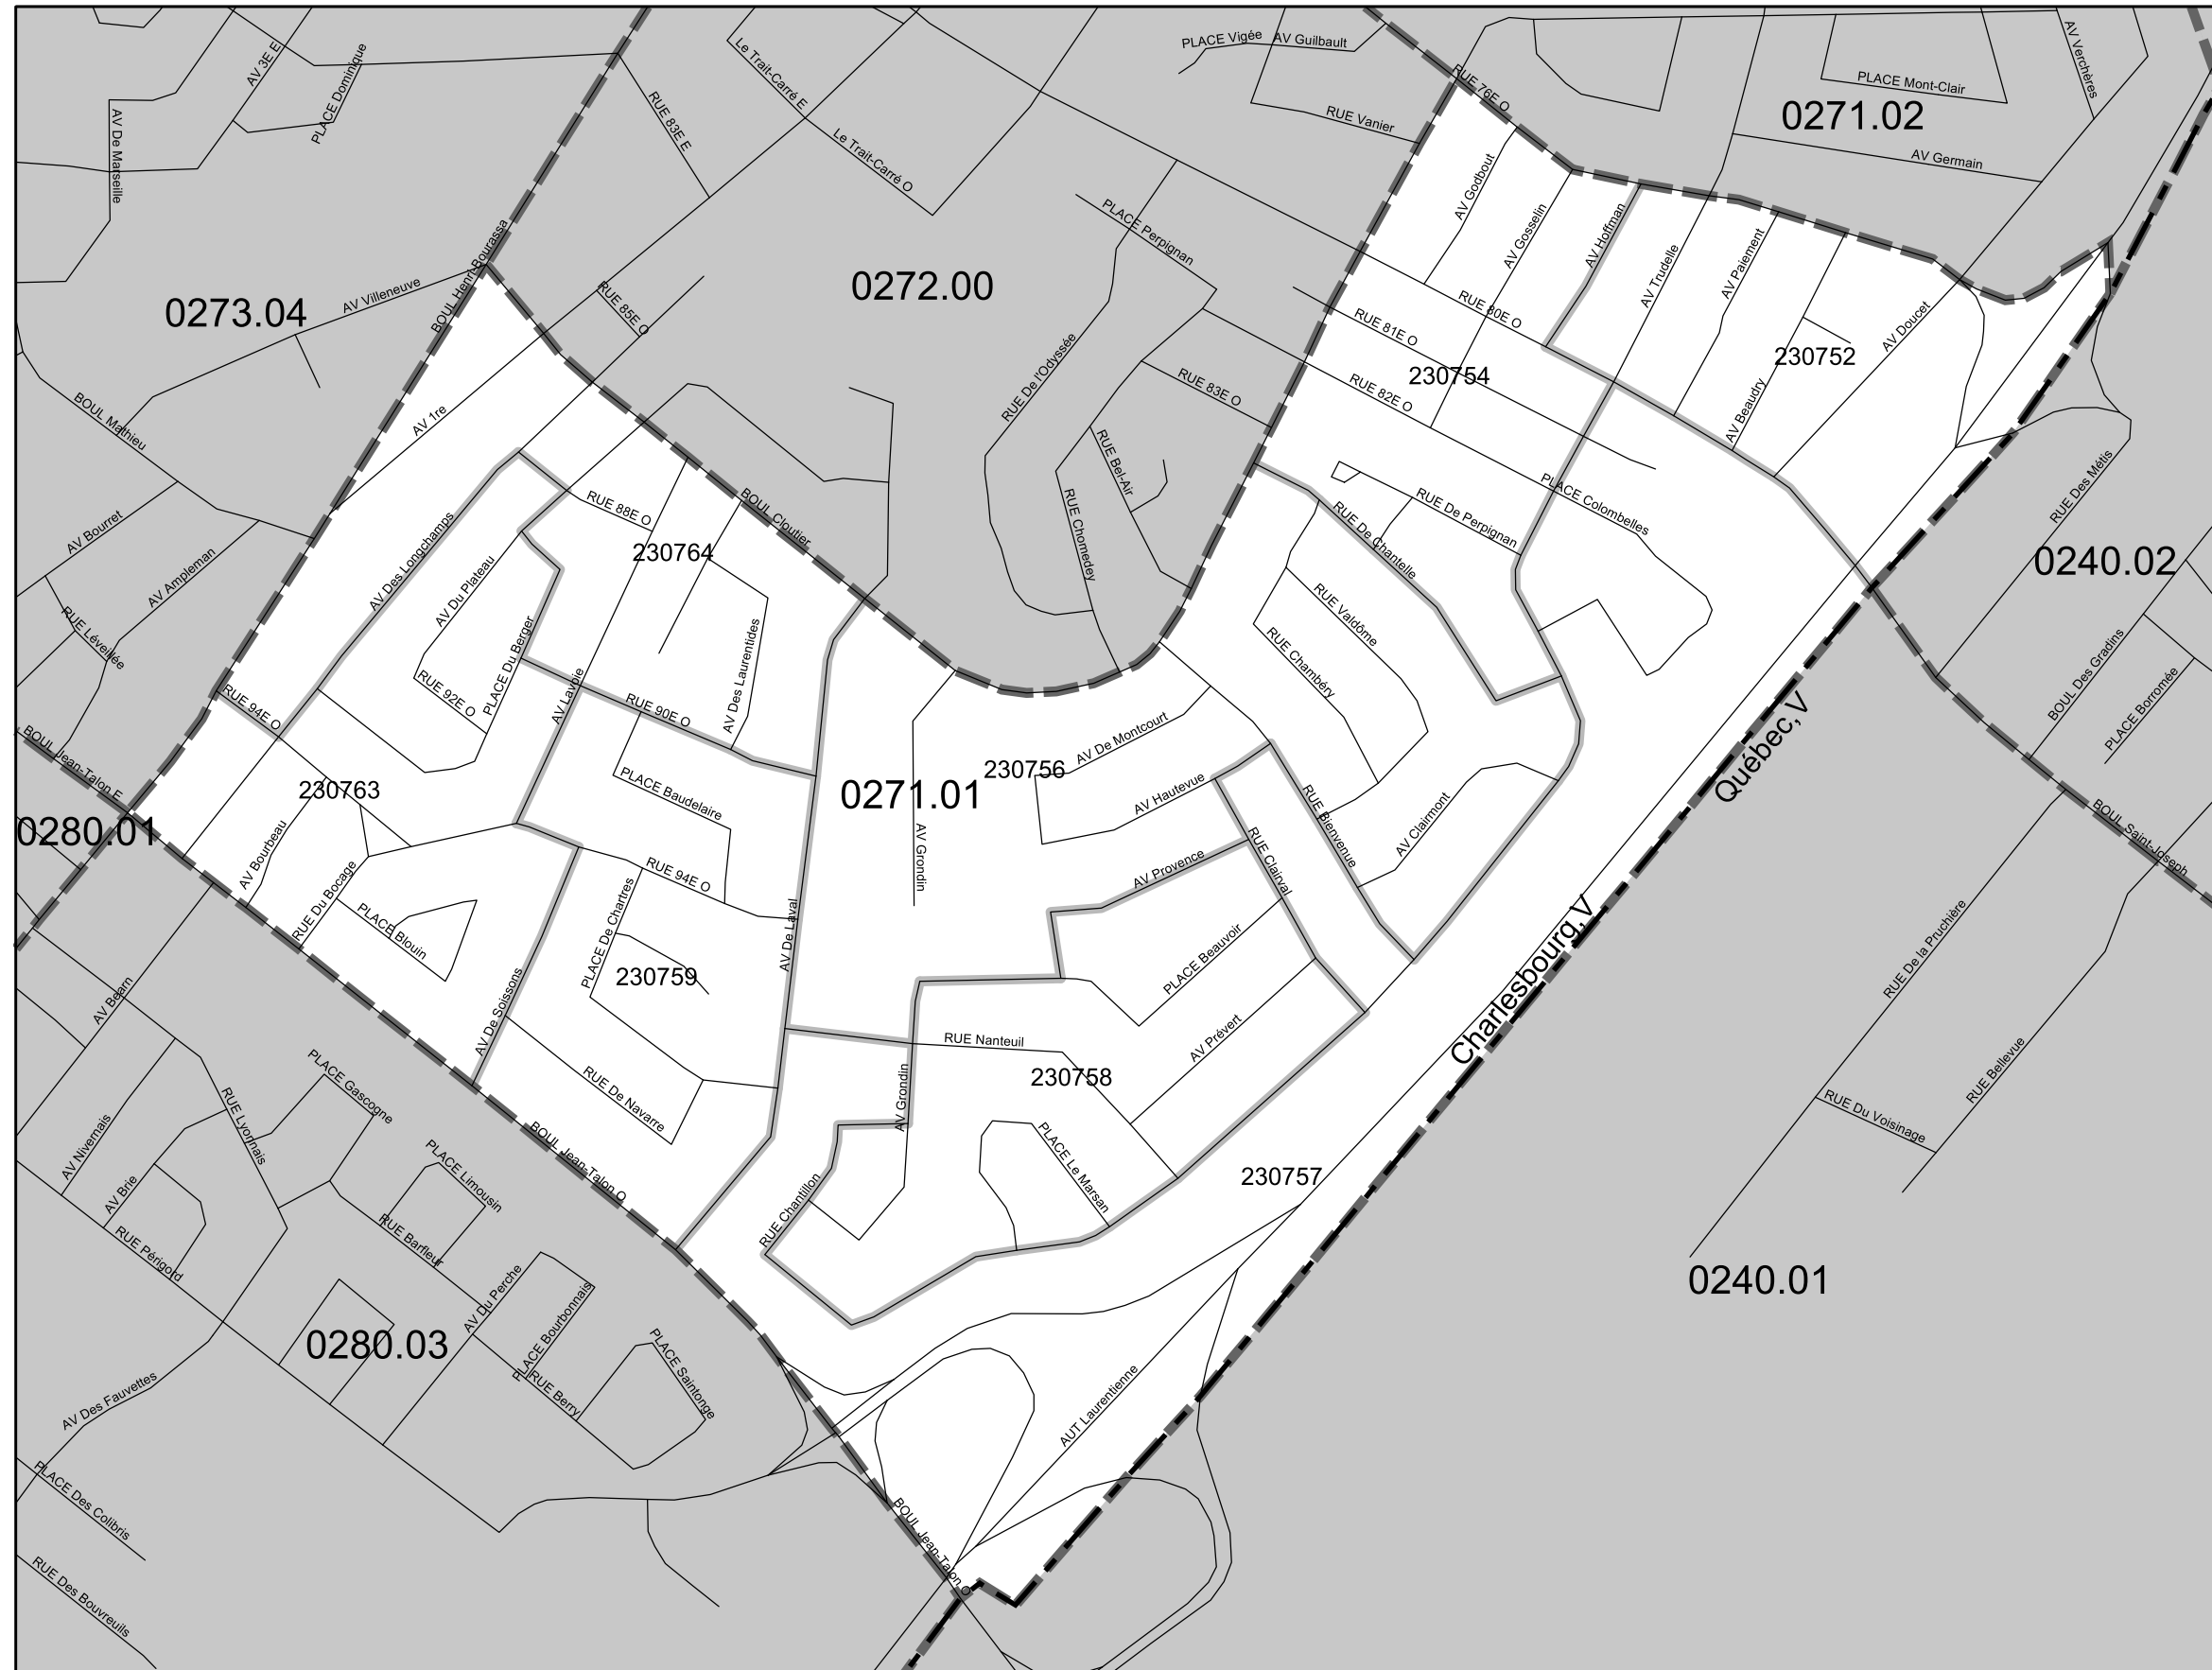 PLACE Vigée
AV Guilbault
AV Verchères
AV 3E E
PLACE Dominique
Le Trait-Carré E
RUE 76E O
PLACE Mont-Clair
RUE 83E E
RUE Vanier
0271.02
AV De Marseille
Le Trait-Carré O
AV Germain
AV Godbout
PLACE Perpignan
AV Gosselin
AV Hoffman
BOUL Henri-Bourassa
AV Trudelle
AV Paiement
0272.00
AV Villeneuve
RUE 85E O
0273.04
RUE 80E O
RUE 81E O
AV Doucet
230752
230754
RUE De l'Odyssée
RUE 83E O
RUE 82E O
AV Beaudry
BOUL Mathieu
AV 1re
RUE Bel-Air
RUE Des Métis
PLACE Colombelles
RUE 88E O
BOUL Cloutier
RUE Chomedey
RUE De Perpignan
RUE De Chantelle
AV Bourret
AV Des Longchamps
230764
0240.02
AV Ampleman
AV Du Plateau
RUE Valdôme
RUE Léveillée
RUE Chambéry
AV Des Laurentides
PLACE Du Berger
RUE 92E O
AV Lavoie
BOUL Des Gradins
PLACE Borromée
RUE 94E O
RUE 90E O
AV De Montcourt
Québec, V
BOUL Jean-Talon E
230756
230763
PLACE Baudelaire
0271.01
AV Hautevue
RUE Bienvenue
AV Clairmont
0280.01
BOUL Saint-Joseph
AV Bourbeau
AV Grondin
RUE Clairval
AV Provence
RUE 94E O
RUE Du Bocage
PLACE Blouin
PLACE De Chartres
AV De Laval
PLACE Beauvoir
Charlesbourg, V
RUE De la Pruchière
230759
AV Bearn
AV De Soissons
RUE Nanteuil
AV Prévert
230758
RUE Bellevue
PLACE Gascogne
RUE De Navarre
AV Grondin
RUE Lyonnais
RUE Du Voisinage
AV Nivernais
BOUL Jean-Talon O
PLACE Le Marsan
PLACE Limousin
AV Brie
230757
RUE Chantillon
RUE Périgord
RUE Barfleur
0240.01
AV Du Perche
PLACE Bourbonnais
0280.03
PLACE Saintonge
RUE Berry
AV Des Fauvettes
AUT Laurentienne
PLACE Des Colibris
BOUL Jean-Talon O
RUE Des Bouvreuils